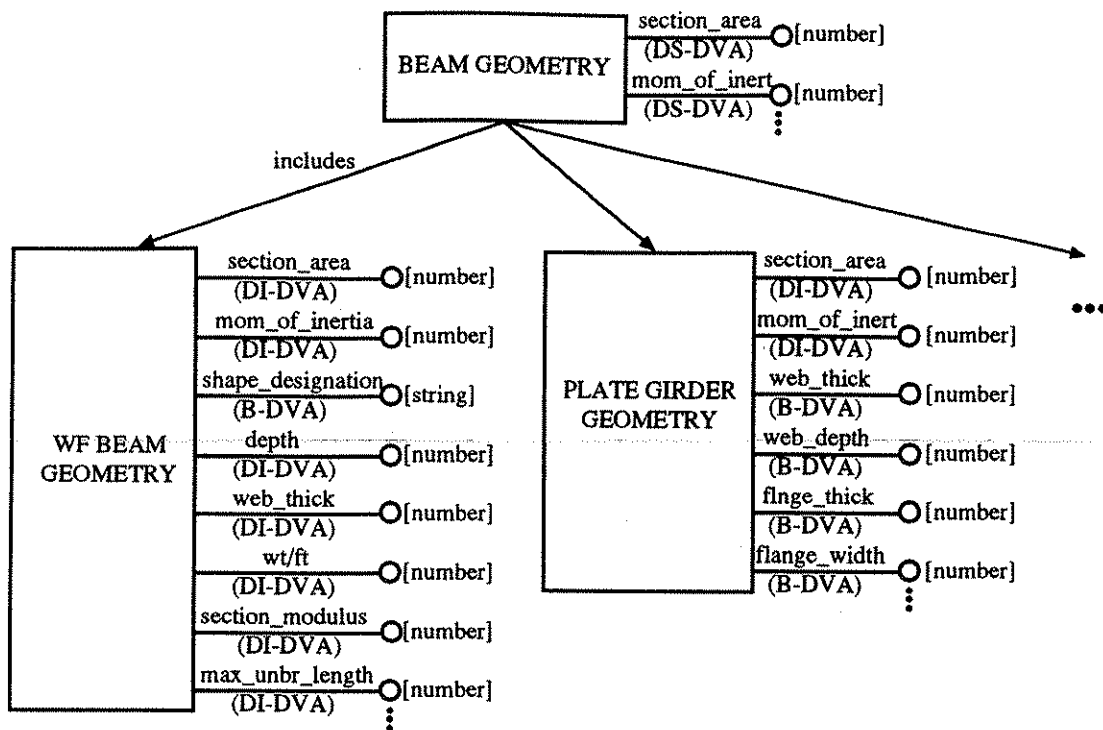 BEAM GEOMETRY
section_area
(DS-DVA)
[number]
mom_of_inert
(DS-DVA)
[number]
includes
WF BEAM
GEOMETRY
section_area
(DI-DVA)
[number]
mom_of_inertia
(DI-DVA)
[number]
shape_designation
(B-DVA)
[string]
depth
(DI-DVA)
[number]
web_thick
(DI-DVA)
[number]
wt/ft
(DI-DVA)
[number]
section_modulus
(DI-DVA)
[number]
max_unbr_length
(DI-DVA)
[number]
PLATE GIRDER
GEOMETRY
section_area
(DI-DVA)
[number]
mom_of_inert
(DI-DVA)
[number]
web_thick
(B-DVA)
[number]
web_depth
(B-DVA)
[number]
flnge_thick
(B-DVA)
[number]
flange_width
(B-DVA)
[number]